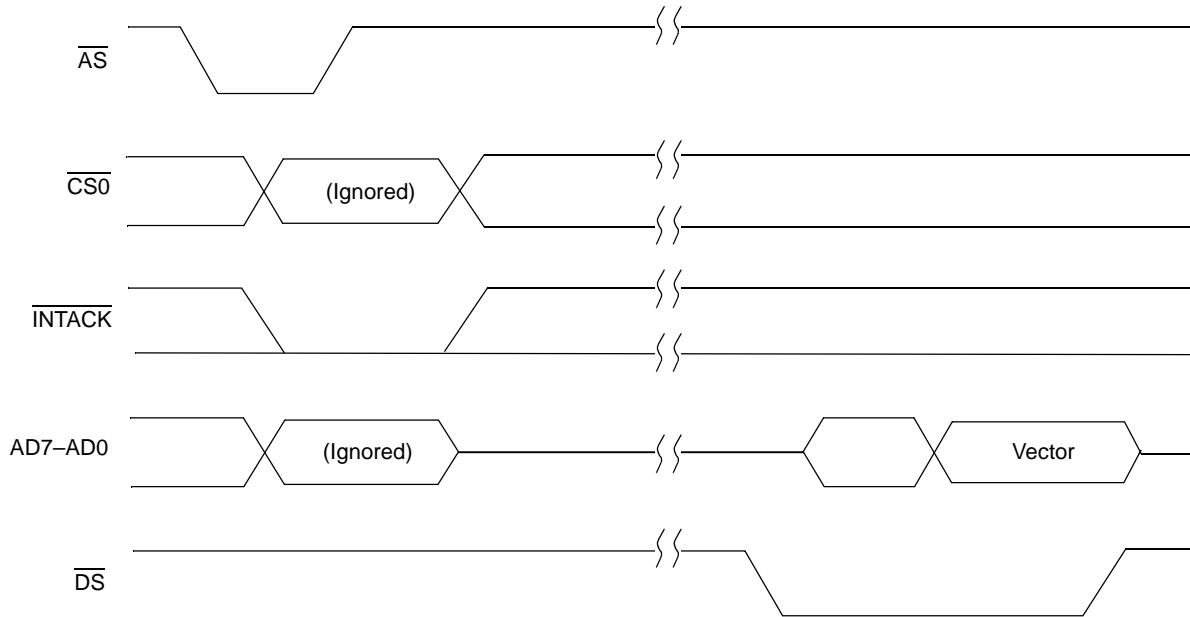 AS
CS0
(Ignored)
INTACK
AD7–AD0
(Ignored)
Vector
DS